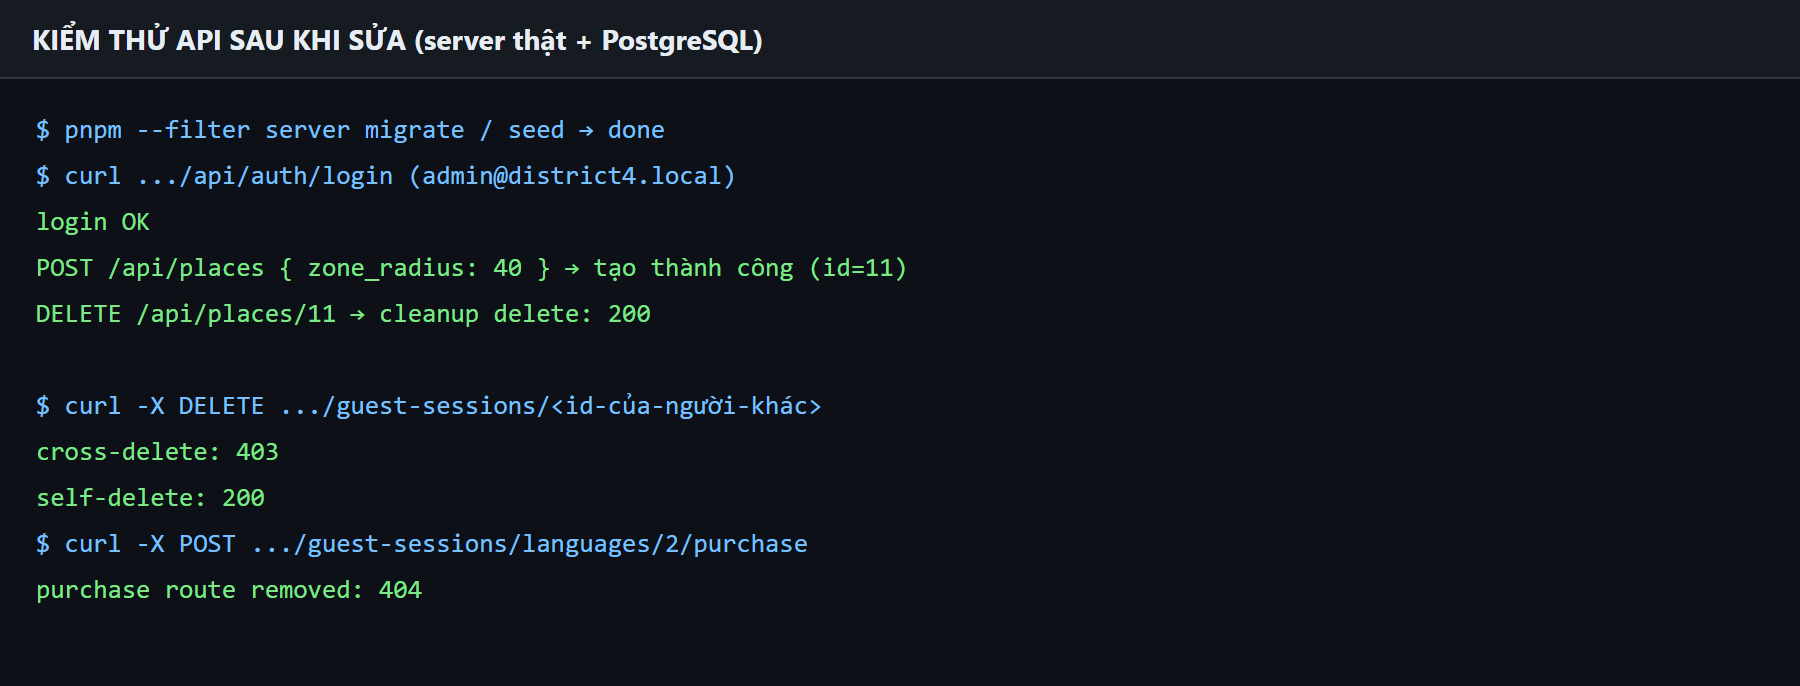 KIỂM THỬ API SAU KHI SỬA (server thật + PostgreSQL)
$ pnpm --filter server migrate / seed → done
$ curl .../api/auth/login (admin@district4.local)
login OK
POST /api/places { zone_radius: 40 } → tạo thành công (id=11)
DELETE /api/places/11 → cleanup delete: 200
$ curl -X DELETE .../guest-sessions/<id-của-người-khác>
cross-delete: 403
self-delete: 200
$ curl -X POST .../guest-sessions/languages/2/purchase
purchase route removed: 404